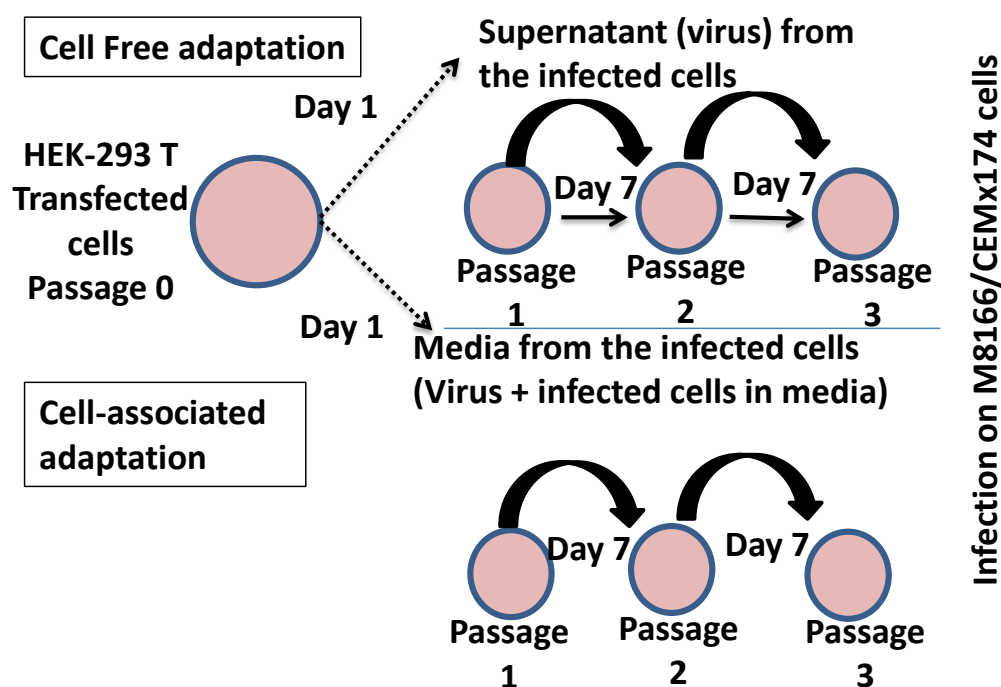 Cell Free adaptation
Supernatant (virus) from
the infected cells
Day 1
HEK-293 T
Transfected
cells
Passage 0
Day 7
Day 7
Passage
1
Passage
2
Passage
3
Day 1
Media from the infected cells
(Virus + infected cells in media)
Cell-associated
adaptation
Day 7
Day 7
Passage
1
Passage
2
Passage
3
Infection on M8166/CEMx174 cells